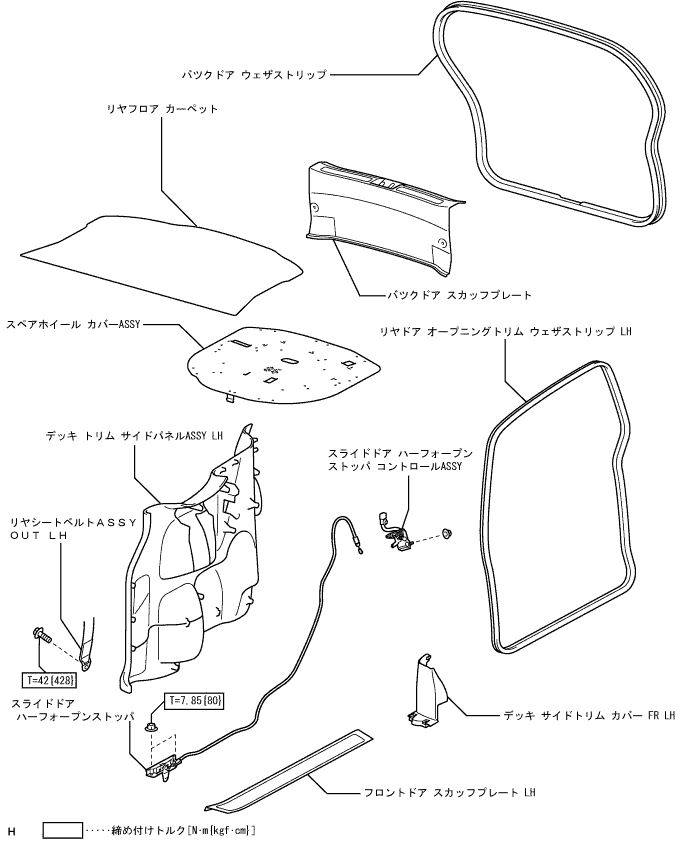 バツクドア ウェザストリップ
リヤフロア カーペット
バツクドア スカッフプレート
スペアホイール カバーASSY
リヤドア オープニングトリム ウェザストリップ LH
デッキ トリム サイドパネルASSY LH
スライドドア ハーフォープン
ストッパ コントロールASSY
リヤシートベルトASSY
OUT LH
T=42{428}
T=7.85{80}
スライドドア
ハーフォープンストッパ
デッキ サイドトリム カバー FR LH
フロントドア スカッフプレート LH
H ・・・・・締め付けトルク[N・m{kgf・cm}]